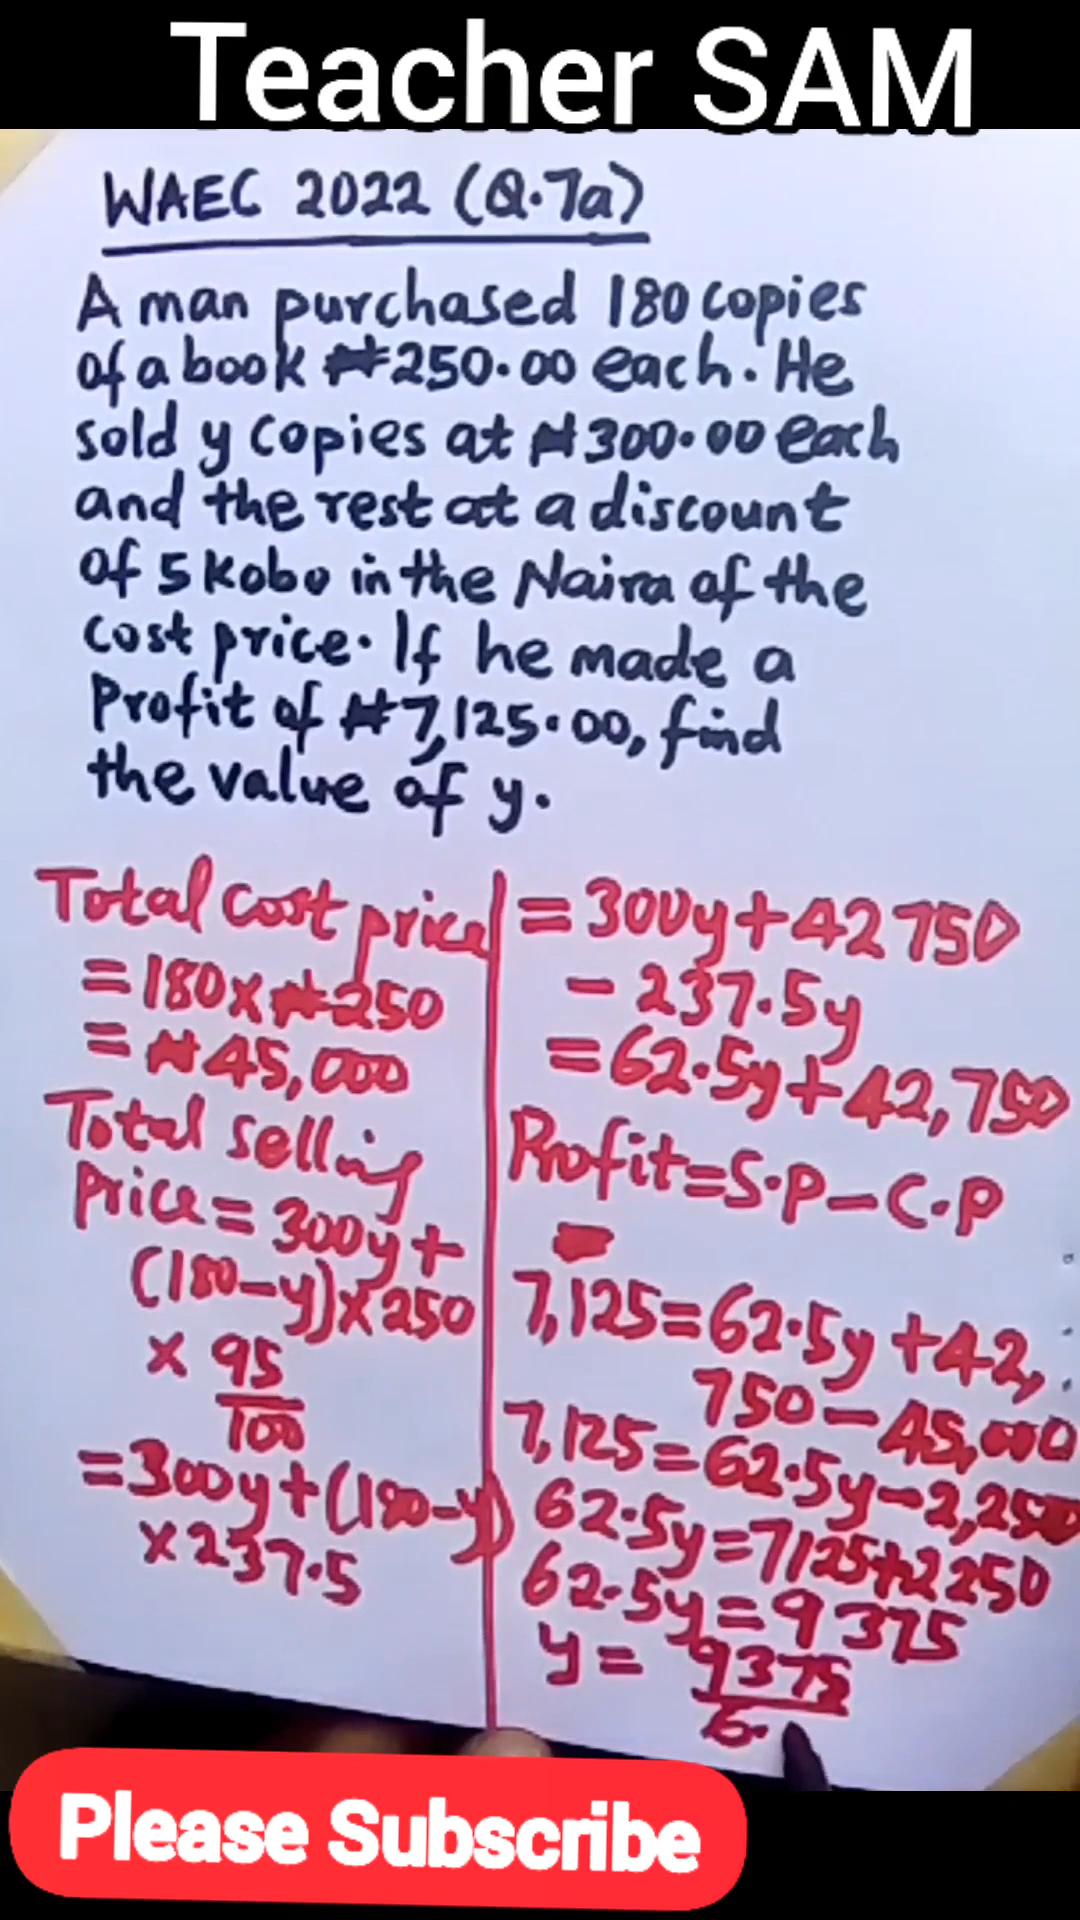 Teacher SAM
WAEC 2022 (Q.7a)
A man purchased 180 copies
of a book ₦250.00 each. He
sold y copies at ₦300.00 each
and the rest at a discount
of 5 kobo in the Naira of the
cost price. If he made a
Profit of ₦7,125.00, find
the value of y.
Total cost price
= 180 x ₦250
= ₦45,000
Total selling
Price = 300y +
(180-y) x 250
x 95
100
= 300y + (180-y)
x 237.5
= 300y + 42750
- 237.5y
= 62.5y + 42,750
Profit = S.P - C.P
7,125 = 62.5y + 42,
750 - 45,000
7,125 = 62.5y - 2,250
62.5y = 7125 + 2250
62.5y = 9375
y = 9375
6
Please Subscribe